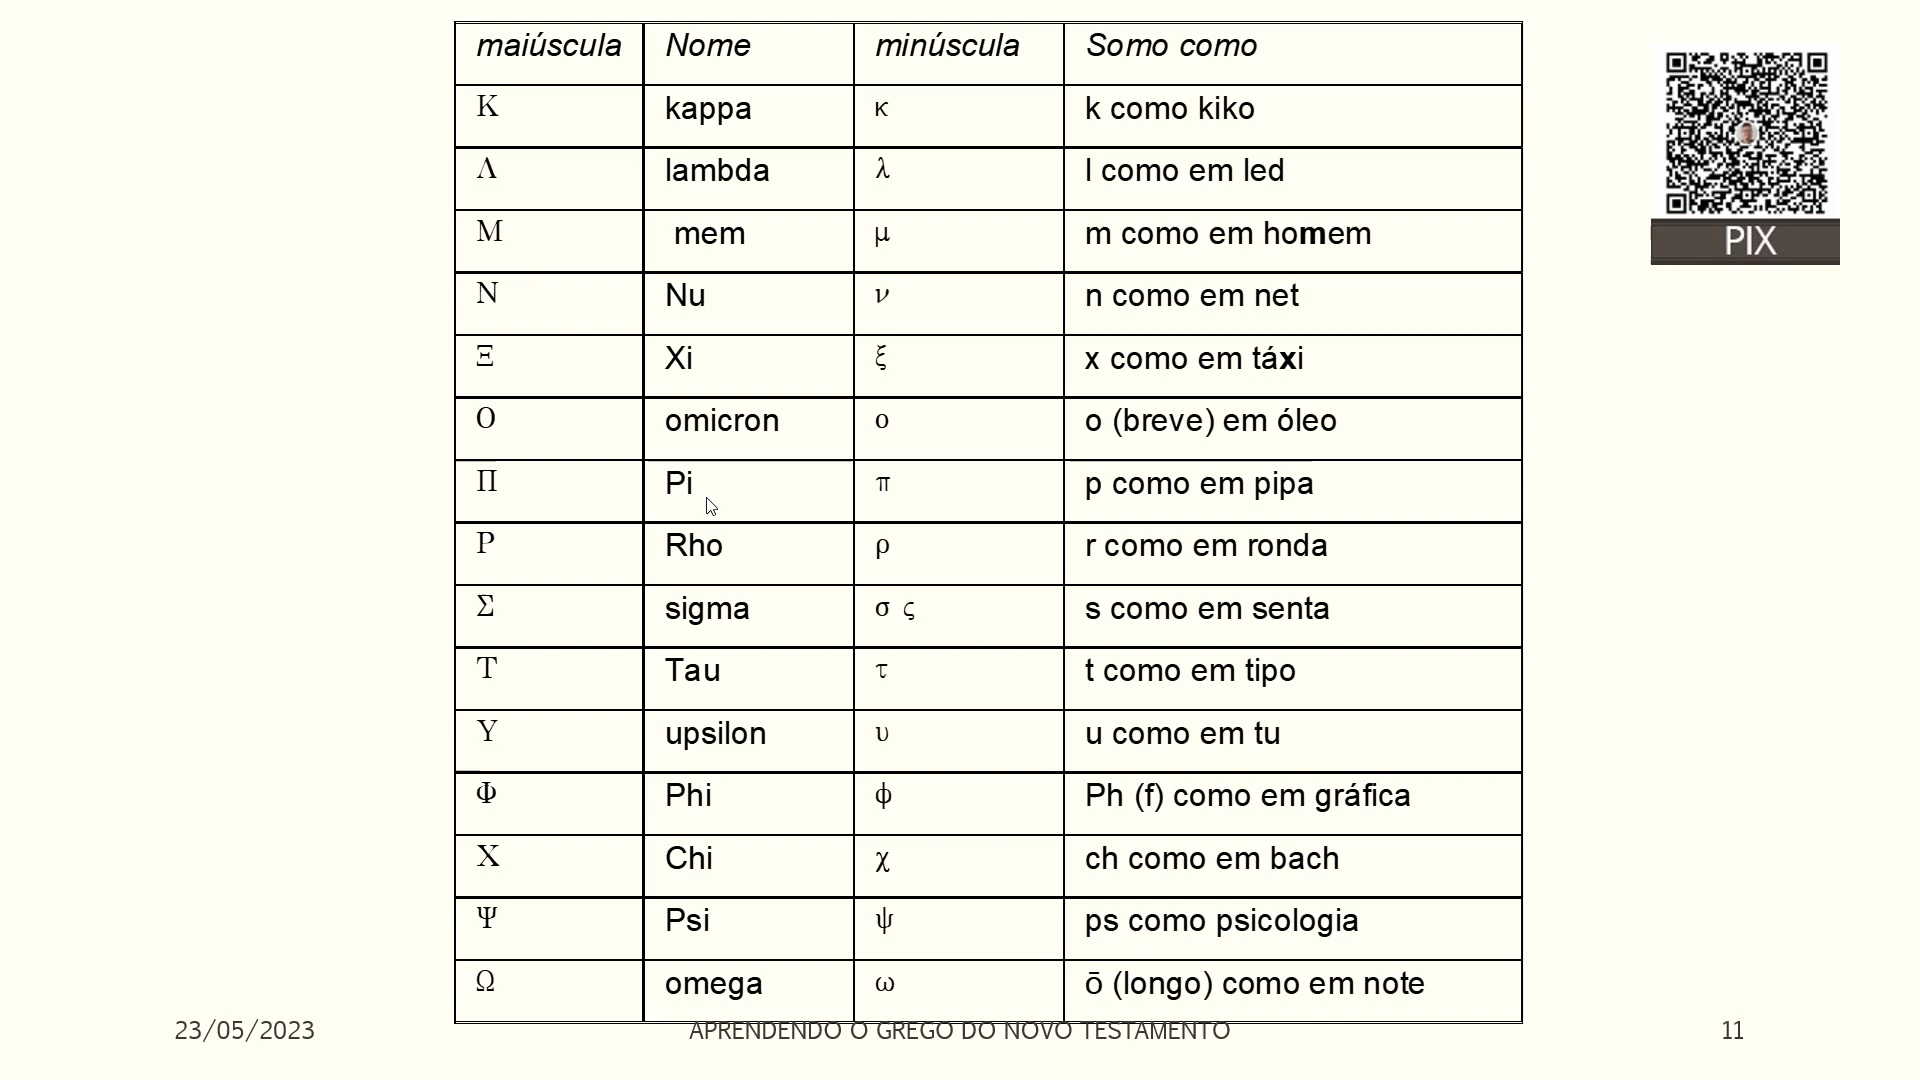 maiúscula Nome minúscula Somo como
Κ kappa κ k como kiko
Λ lambda λ l como em led
Μ mem μ m como em homem
Ν Nu ν n como em net
Ξ Xi ξ x como em táxi
Ο omicron ο o (breve) em óleo
Π Pi π p como em pipa
Ρ Rho ρ r como em ronda
Σ sigma σ ς s como em senta
Τ Tau τ t como em tipo
Υ upsilon υ u como em tu
Φ Phi ϕ Ph (f) como em gráfica
Χ Chi χ ch como em bach
Ψ Psi ψ ps como psicologia
Ω omega ω ō (longo) como em note
PIX
23/05/2023 APRENDENDO O GREGO DO NOVO TESTAMENTO 11